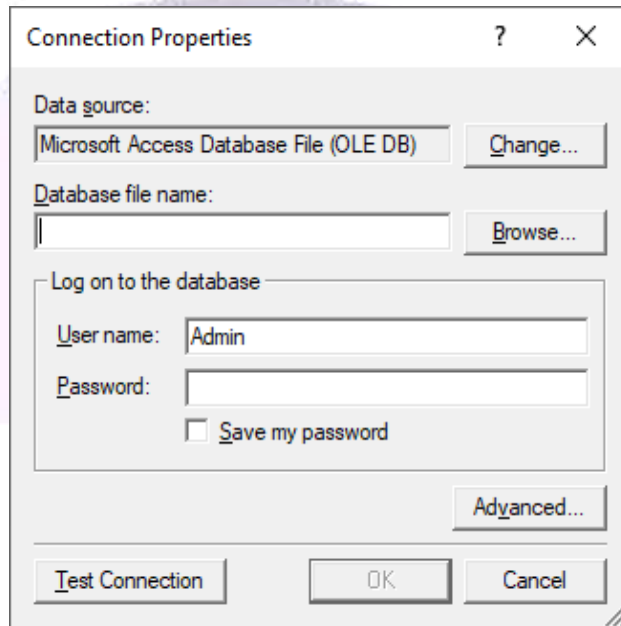 Connection Properties ?
Data source:
Microsoft Access Database File (OLE DB) Change...
Database file name:
Browse...
Log on to the database
User name: Admin
Password:
Save my password
Advanced...
Test Connection OK Cancel